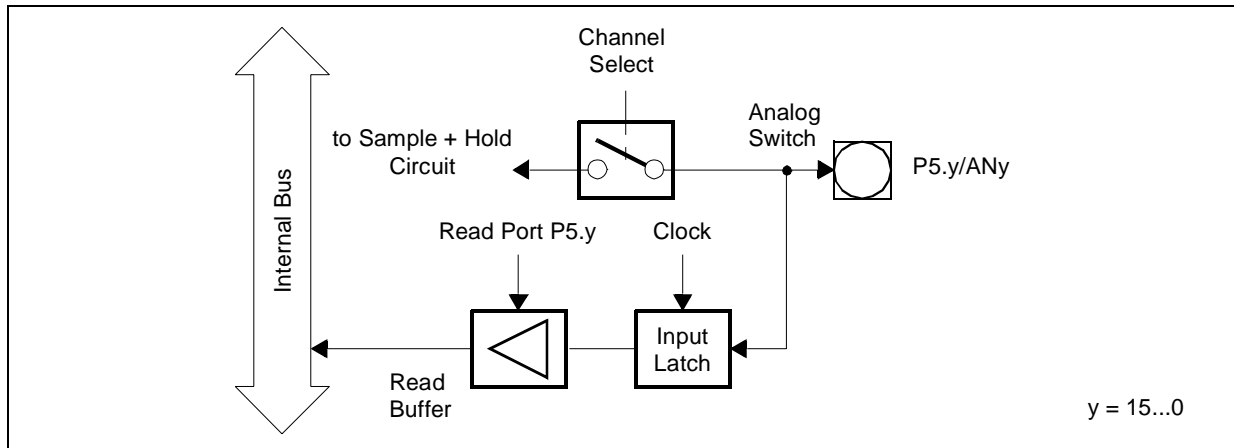 Channel
Select
Analog
Switch
to Sample + Hold
Circuit
P5.y/ANy
Internal Bus
Read Port P5.y
Clock
Input
Latch
Read
Buffer
y = 15...0